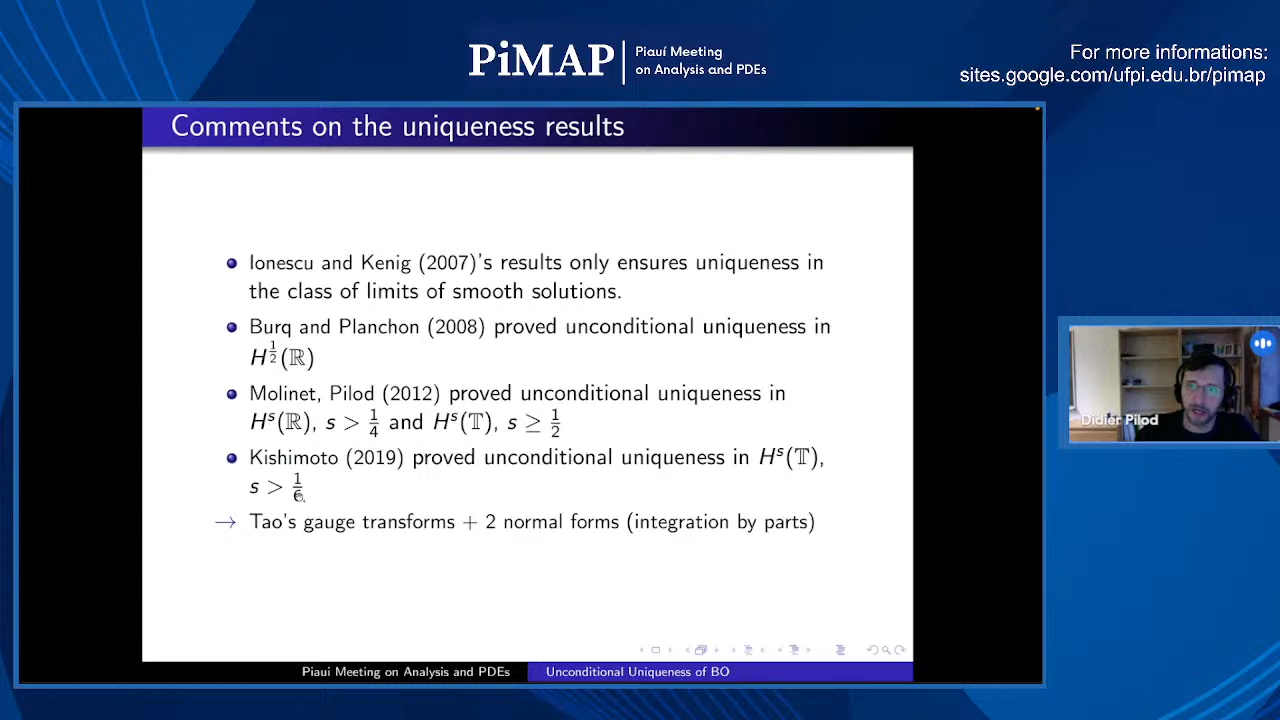 PiMAP
Piauí Meeting
on Analysis and PDEs
For more informations:
sites.google.com/ufpi.edu.br/pimap
Comments on the uniqueness results
Ionescu and Kenig (2007)'s results only ensures uniqueness in
the class of limits of smooth solutions.
Burq and Planchon (2008) proved unconditional uniqueness in
H^{1/2}(ℝ)
Molinet, Pilod (2012) proved unconditional uniqueness in
H^s(ℝ), s > 1/4 and H^s(𝕋), s ≥ 1/2
Kishimoto (2019) proved unconditional uniqueness in H^s(𝕋),
s > 1/6
→ Tao's gauge transforms + 2 normal forms (integration by parts)
Didier Pilod
Piaui Meeting on Analysis and PDEs
Unconditional Uniqueness of BO